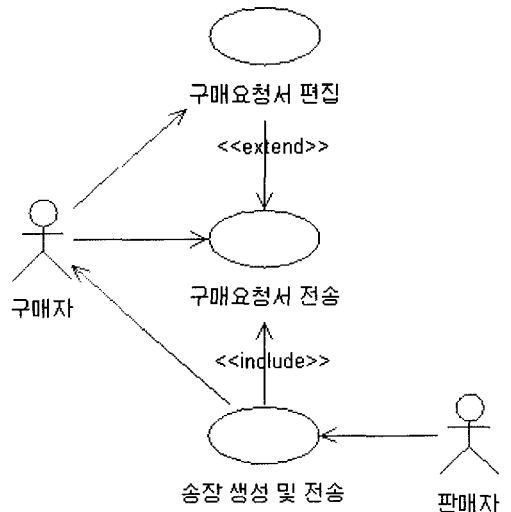 구매요청서 편집
<<extend>>
구매자
구매요청서 전송
<<include>>
송장 생성 및 전송
판매자